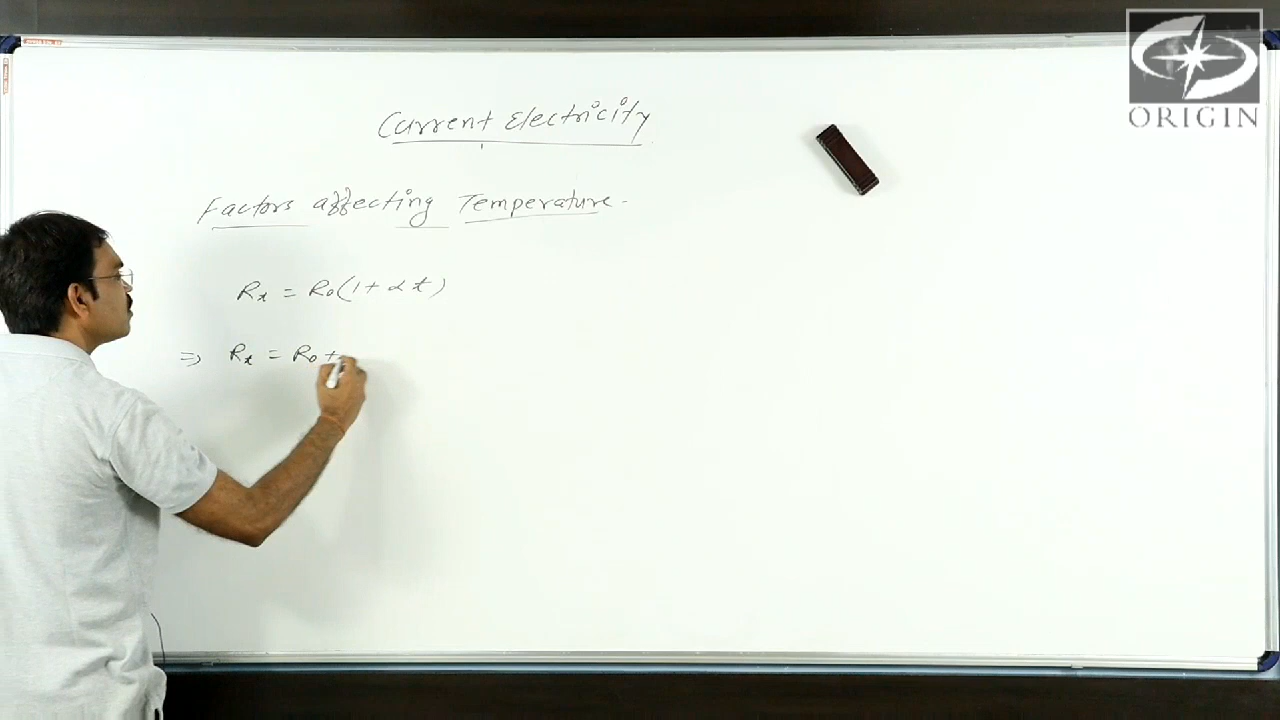 ORIGIN
Current Electricity
Factors affecting Temperature.
Rt = R0(1 + αt)
⇒ Rt = R0 +